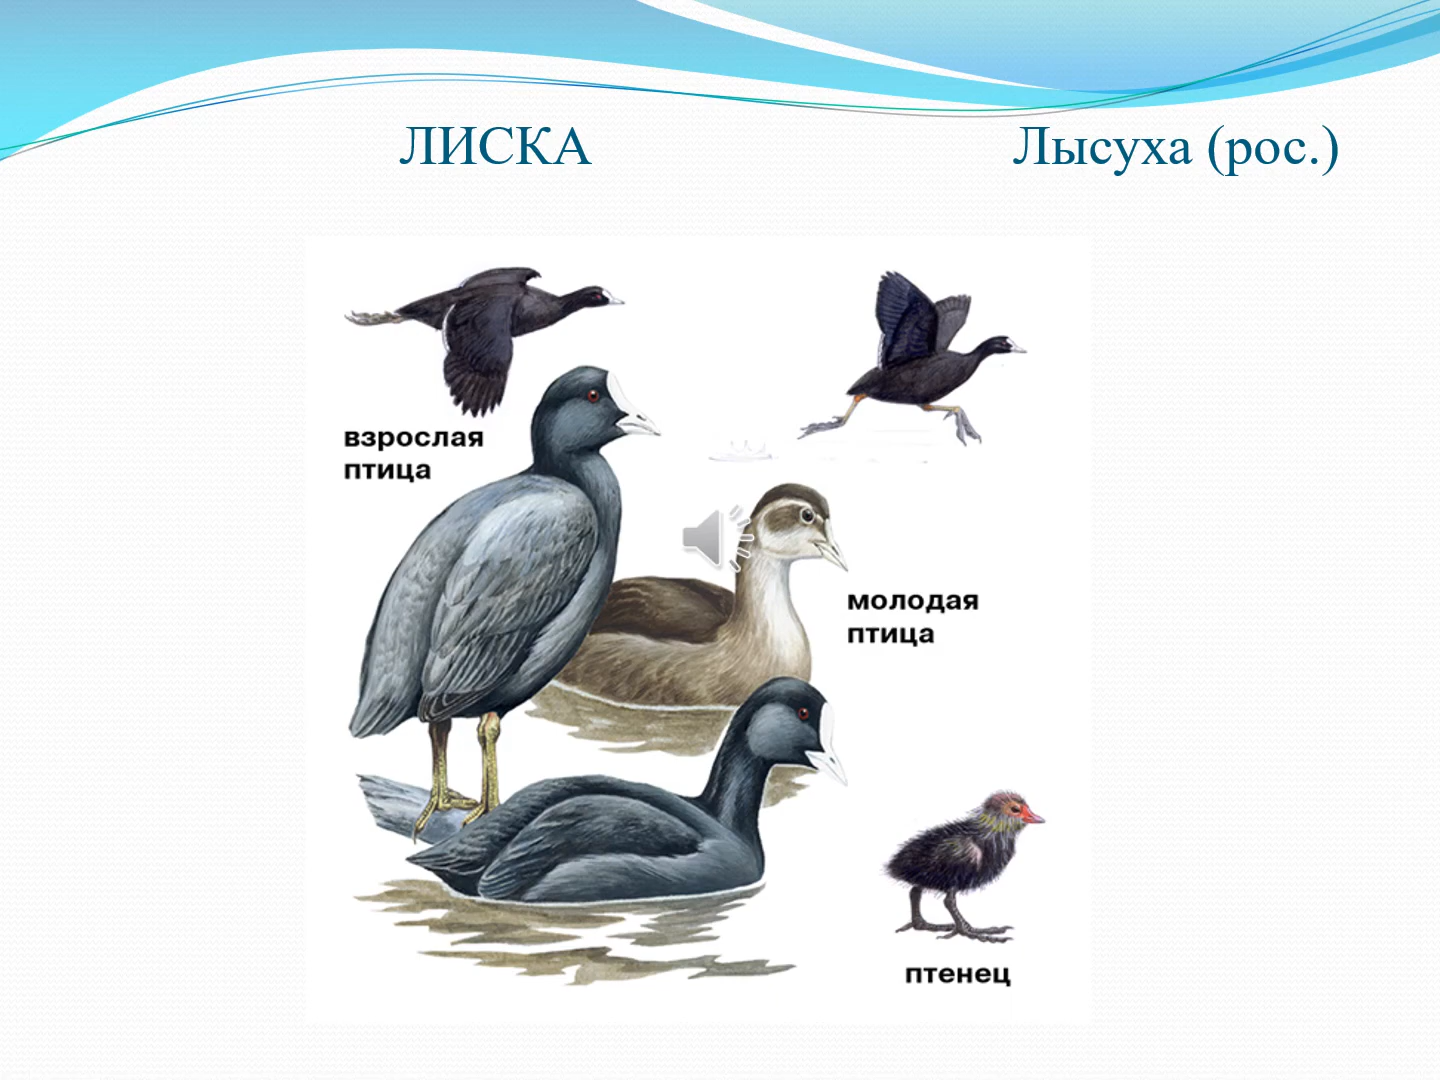 ЛИСКА Лысуха (рос.)
взрослая
птица
молодая
птица
птенец